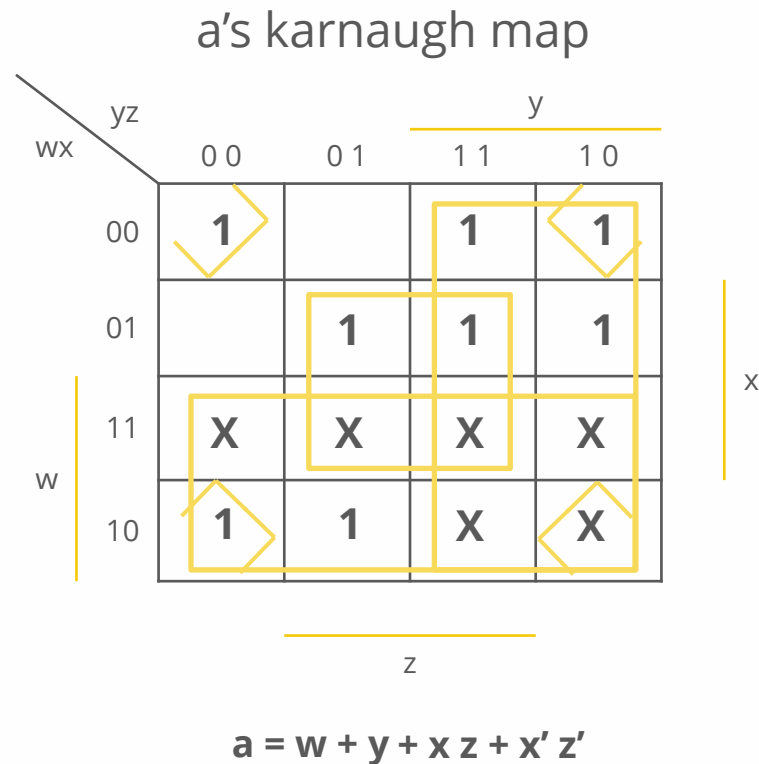 a's karnaugh map
yz
y
wx
0 0 0 1 1 1 1 0
00 1 1 1
01 1 1 1
x
11 X X X X
w
10 1 1 X X
z
a = w + y + x z + x' z'